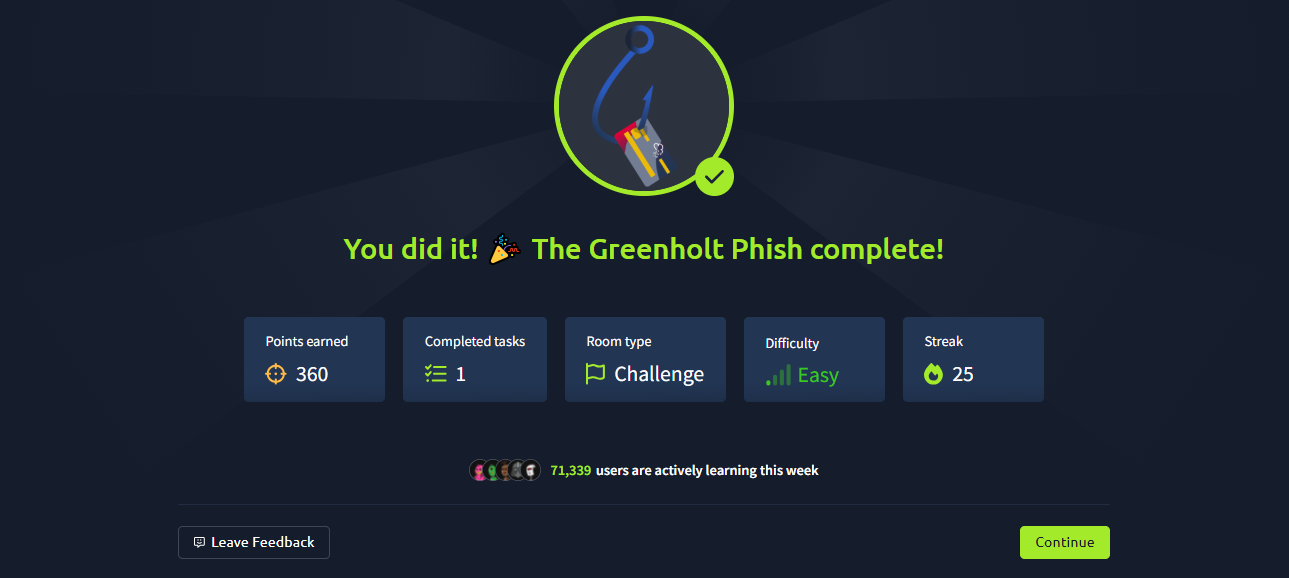 You did it! 🎉 The Greenholt Phish complete!
Points earned
360
Completed tasks
1
Room type
Challenge
Difficulty
Easy
Streak
25
71,339 users are actively learning this week
Leave Feedback
Continue